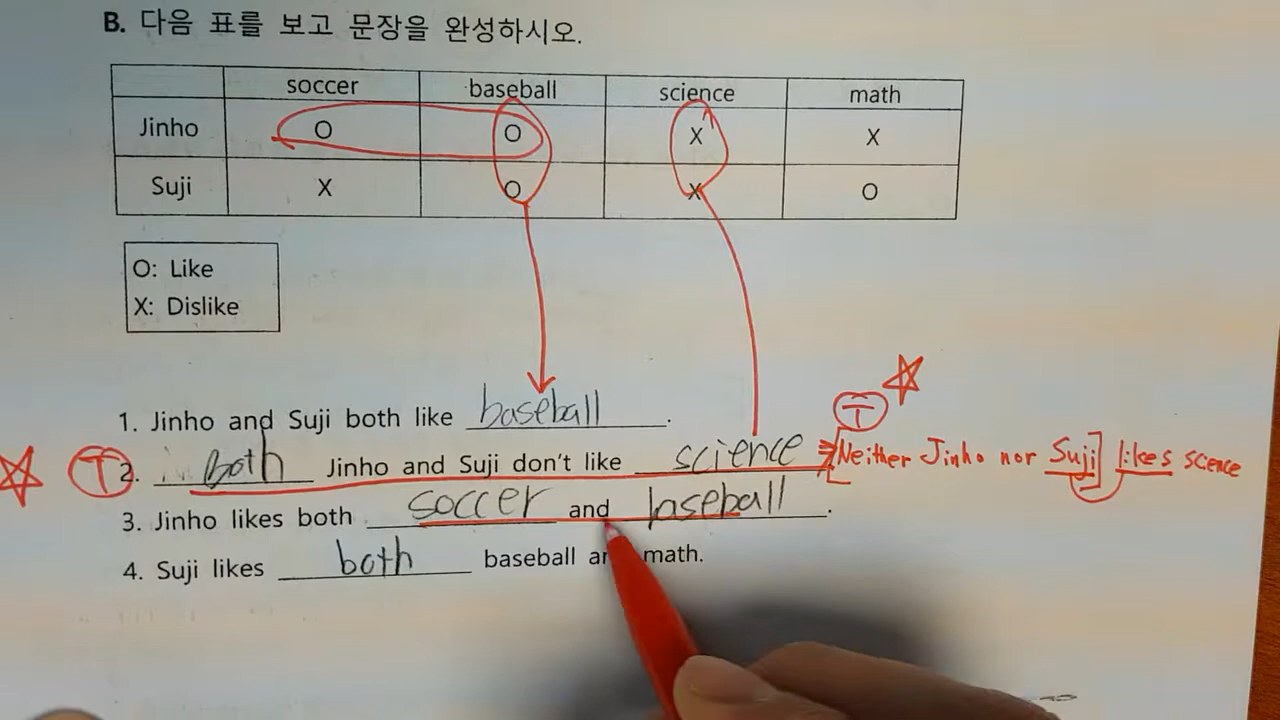 B. 다음 표를 보고 문장을 완성하시오.
soccer baseball science math
Jinho O O X X
Suji X O X O
O: Like
X: Dislike
1. Jinho and Suji both like baseball.
T
T 2. both Jinho and Suji don't like science Neither Jinho nor Suji likes science
3. Jinho likes both soccer and baseball.
4. Suji likes both baseball and math.